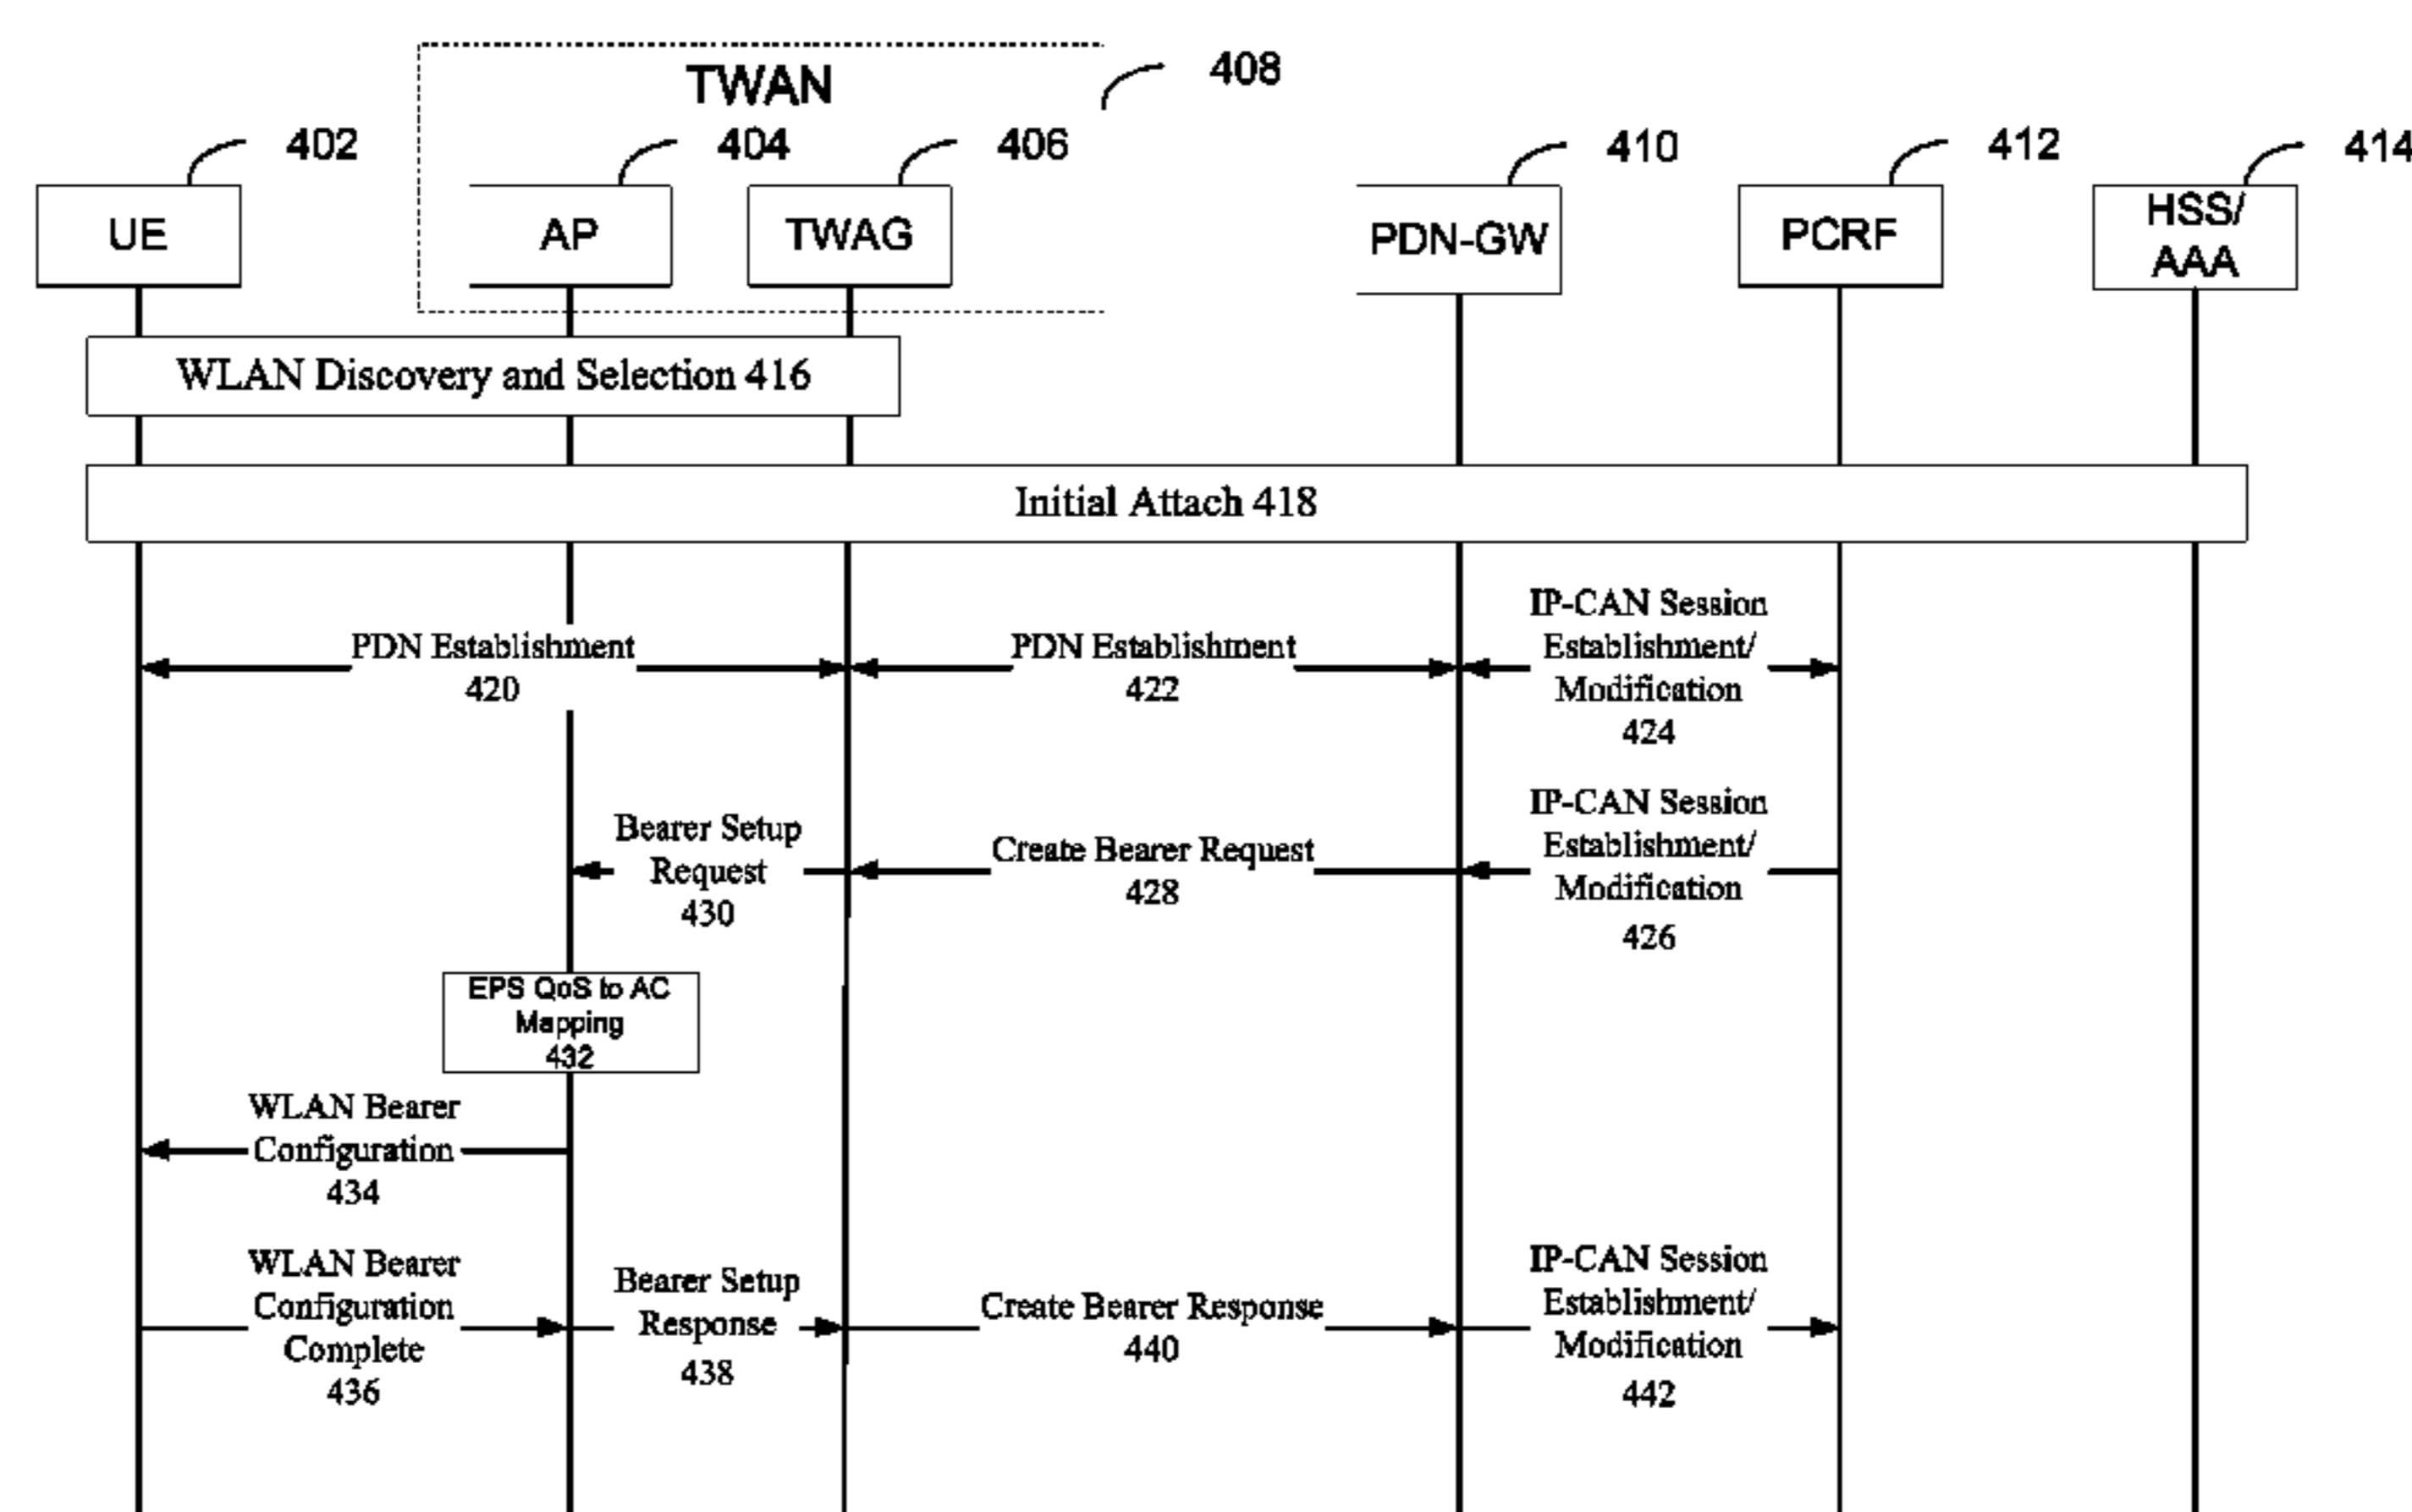 TWAN
408
402
404
406
410
412
414
UE
AP
TWAG
PDN-GW
PCRF
HSS/
AAA
WLAN Discovery and Selection 416
Initial Attach 418
PDN Establishment
420
PDN Establishment
422
IP-CAN Session
Establishment/
Modification
424
Bearer Setup
Request
430
Create Bearer Request
428
IP-CAN Session
Establishment/
Modification
426
EPS QoS to AC
Mapping
432
WLAN Bearer
Configuration
434
WLAN Bearer
Configuration
Complete
436
Bearer Setup
Response
438
Create Bearer Response
440
IP-CAN Session
Establishment/
Modification
442